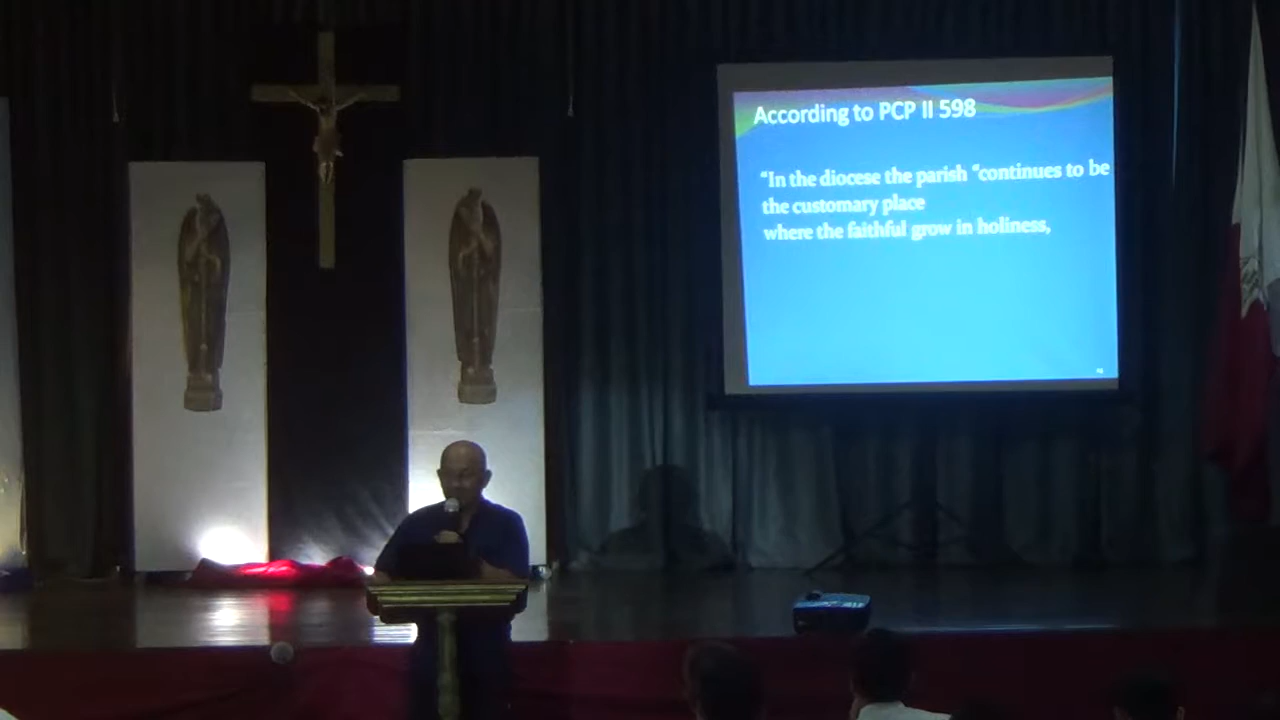 According to PCP II 598
“In the diocese the parish “continues to be
the customary place
where the faithful grow in holiness,